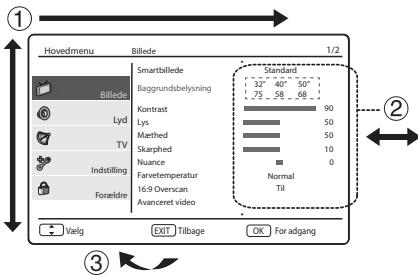 ①
Hovedmenu Billede 1/2
Smartbillede Standard
Baggrundsbelysning 32" 40" 50"
75 58 68
Billede
Kontrast 90
Lys 50
Lyd
Mæthed 50
Skarphed 10
TV
Nuance 0
Farvetemperatur Normal
Indstilling
16:9 Overscan Til
Avanceret video
Forældre
②
Vælg EXIT Tilbage OK For adgang
③